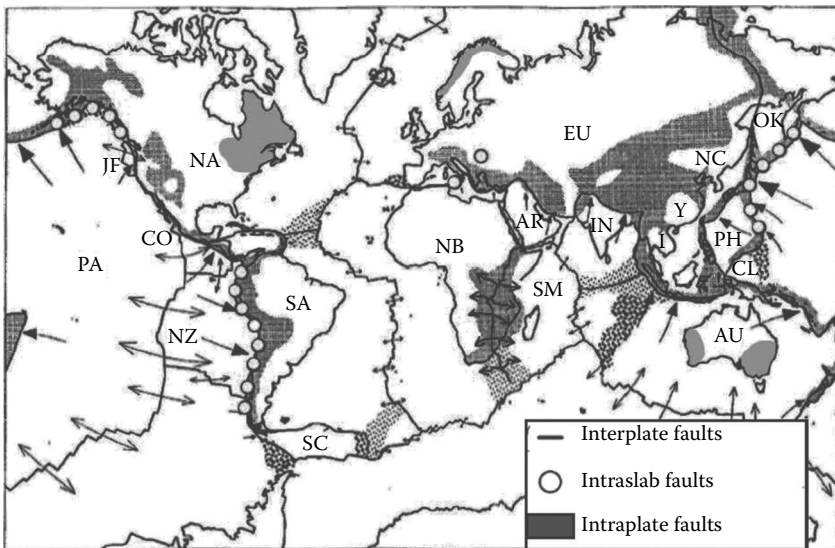 OK
EU
JF
NA
NC
AR
IN
Y
I
CO
NB
PH
PA
CL
SA
SM
NZ
AU
SC
Interplate faults
Intraslab faults
Intraplate faults